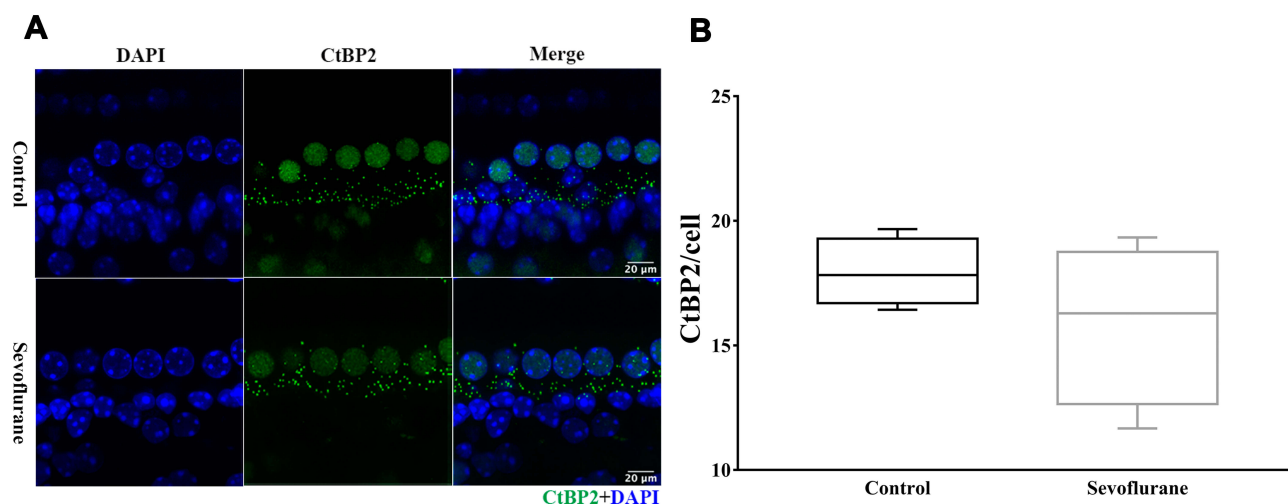 A
DAPI CtBP2 Merge
Control
20 µm
Sevoflurane
20 µm
CtBP2+DAPI
B
CtBP2/cell
25
20
15
10
Control Sevoflurane